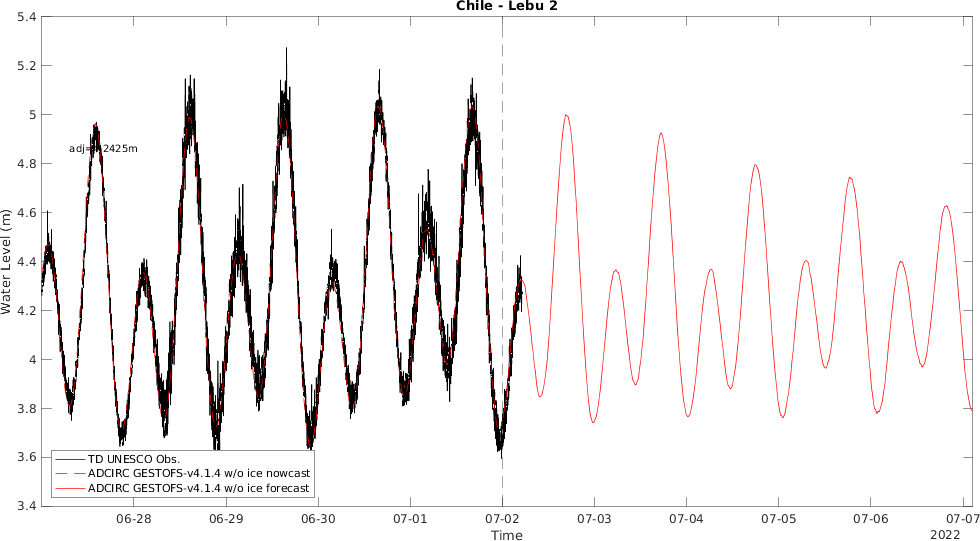 Chile - Lebu 2
5.4
5.2
5
4.8
4.6
4.4
4.2
4
3.8
3.6
3.4
Water Level (m)
TD UNESCO Obs.
ADCIRC GESTOFS-v4.1.4 w/o ice nowcast
ADCIRC GESTOFS-v4.1.4 w/o ice forecast
06-28 06-29 06-30 07-01 07-02 07-03 07-04 07-05 07-06 07-07
Time
2022